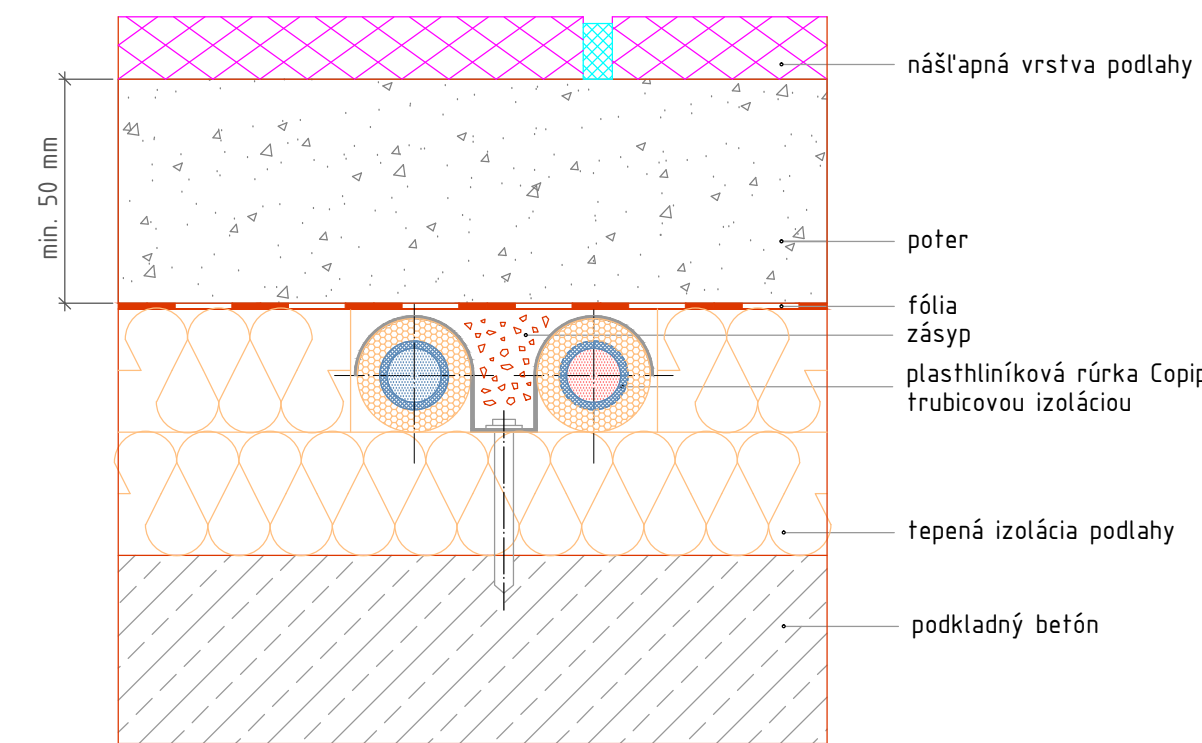 nášľapná vrstva podlahy
min. 50 mm
poter
fólia
zásyp
plasthliníková rúrka Copip
trubicovou izoláciou
tepená izolácia podlahy
podkladný betón